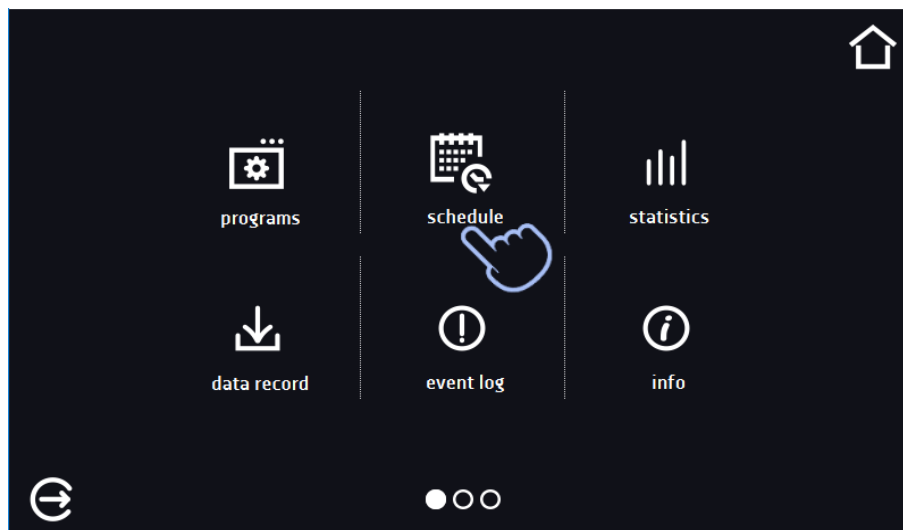 programs
schedule
statistics
data record
event log
info